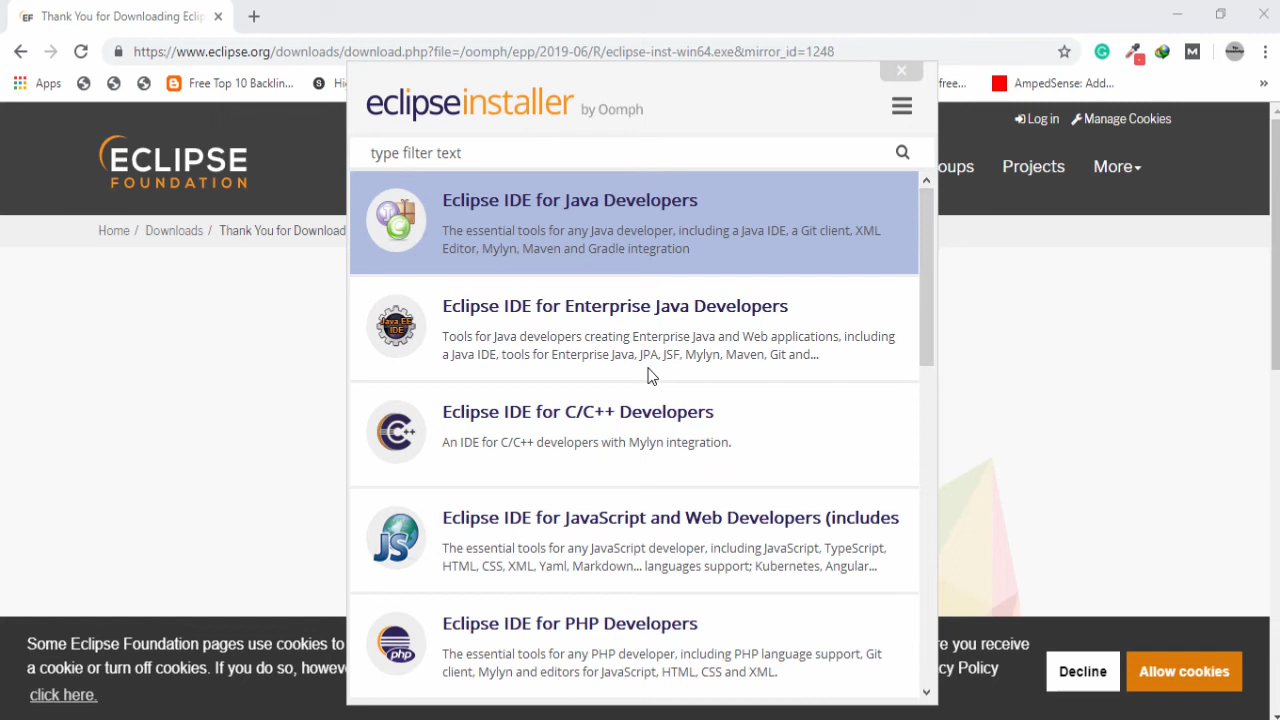 Thank You for Downloading Eclip
https://www.eclipse.org/downloads/download.php?file=/oomph/epp/2019-06/R/eclipse-inst-win64.exe&mirror_id=1248
Apps
Free Top 10 Backlin...
free...
AmpedSense: Add...
ECLIPSE
FOUNDATION
Log in
Manage Cookies
Projects
More
Home / Downloads / Thank You for Download
eclipseinstaller by Oomph
type filter text
Eclipse IDE for Java Developers
The essential tools for any Java developer, including a Java IDE, a Git client, XML
Editor, Mylyn, Maven and Gradle integration
Java EE
IDE
Eclipse IDE for Enterprise Java Developers
Tools for Java developers creating Enterprise Java and Web applications, including
a Java IDE, tools for Enterprise Java, JPA, JSF, Mylyn, Maven, Git and...
C++
Eclipse IDE for C/C++ Developers
An IDE for C/C++ developers with Mylyn integration.
JS
Eclipse IDE for JavaScript and Web Developers (includes
The essential tools for any JavaScript developer, including JavaScript, TypeScript,
HTML, CSS, XML, Yaml, Markdown... languages support; Kubernetes, Angular...
php
Eclipse IDE for PHP Developers
The essential tools for any PHP developer, including PHP language support, Git
client, Mylyn and editors for JavaScript, HTML, CSS and XML.
Some Eclipse Foundation pages use cookies to
a cookie or turn off cookies. If you do so, howev
click here.
e you receive
cy Policy
Decline
Allow cookies